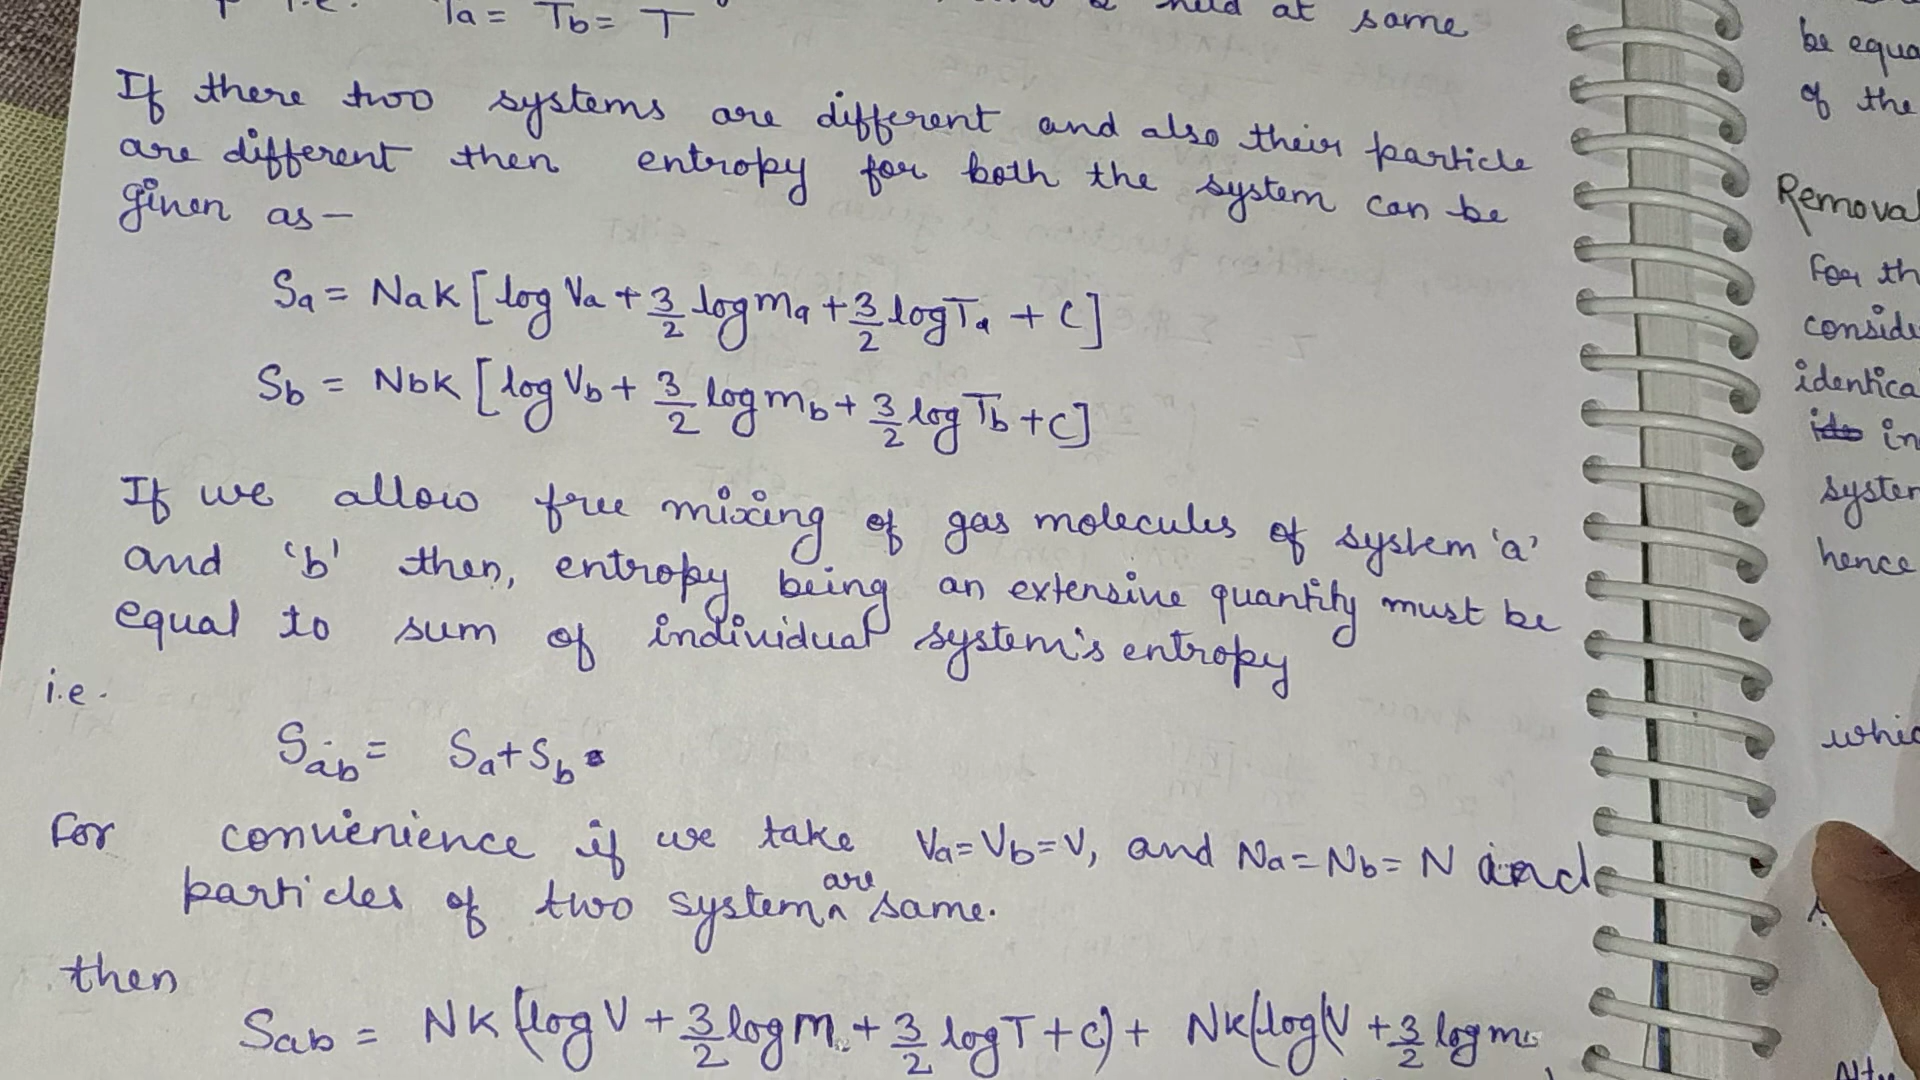 i.e. Ta = Tb = T held at same
If there two systems are different and also their particle
are different then entropy for both the system can be
given as —
Sa = Nak [log Va + 3/2 log ma + 3/2 log Ta + C]
Sb = Nbk [log Vb + 3/2 log mb + 3/2 log Tb + C]
If we allow free mixing of gas molecules of system 'a'
and 'b' then, entropy being an extensive quantity must be
equal to sum of individual system's entropy
i.e.
Sab = Sa + Sb
For convenience if we take Va = Vb = V, and Na = Nb = N and
particles of two system are same.
then
Sab = Nk (log V + 3/2 log m + 3/2 log T + C) + Nk (log (V + 3/2 log m
be equa
of the
Removal
For th
conside
identica
in
system
hence
whic